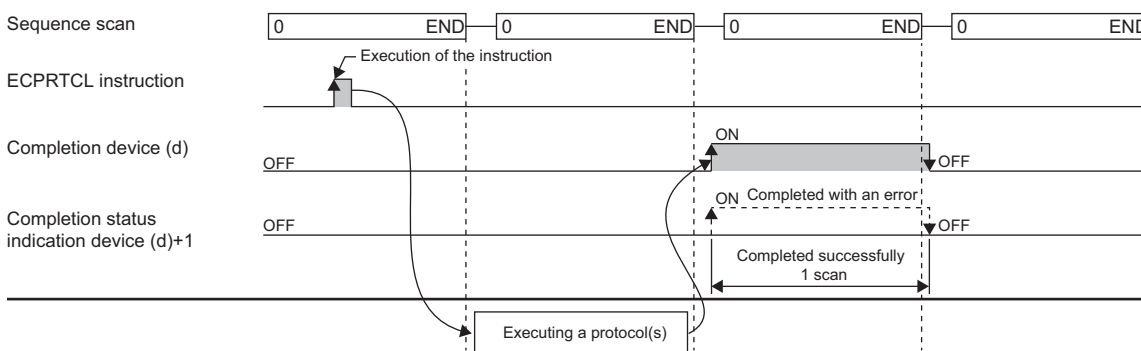 Sequence scan
0 END 0 END 0 END 0 END
Execution of the instruction
ECPRTCL instruction
ON
Completion device (d)
OFF OFF
ON Completed with an error
Completion status
indication device (d)+1
OFF OFF
Completed successfully
1 scan
Executing a protocol(s)